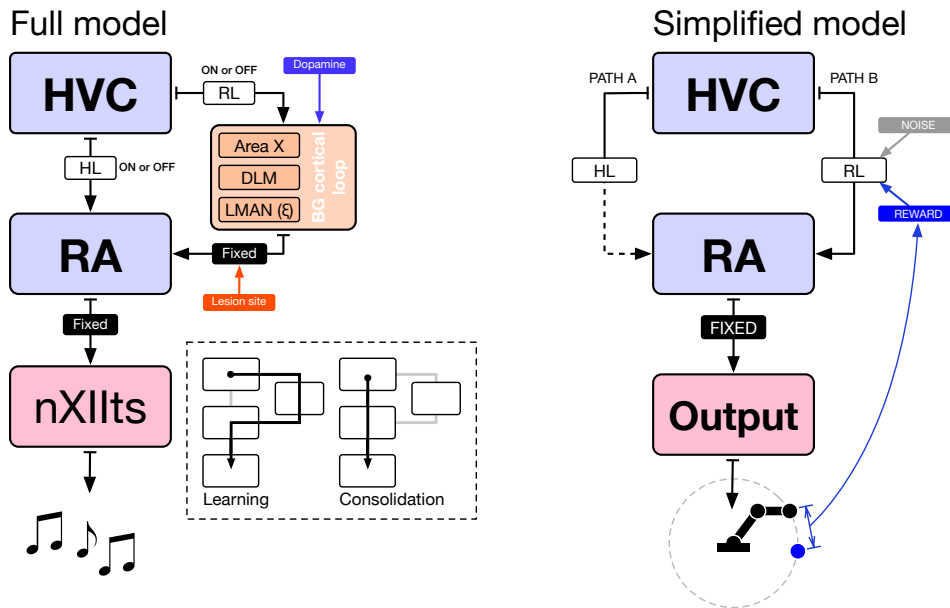 Full model
HVC
ON or OFF
RL
Dopamine
HL
ON or OFF
Area X
DLM
LMAN (ξ)
BG cortical
loop
RA
Fixed
Lesion site
Fixed
nXIIts
Learning
Consolidation
Simplified model
PATH A
HVC
PATH B
NOISE
HL
RL
REWARD
RA
FIXED
Output